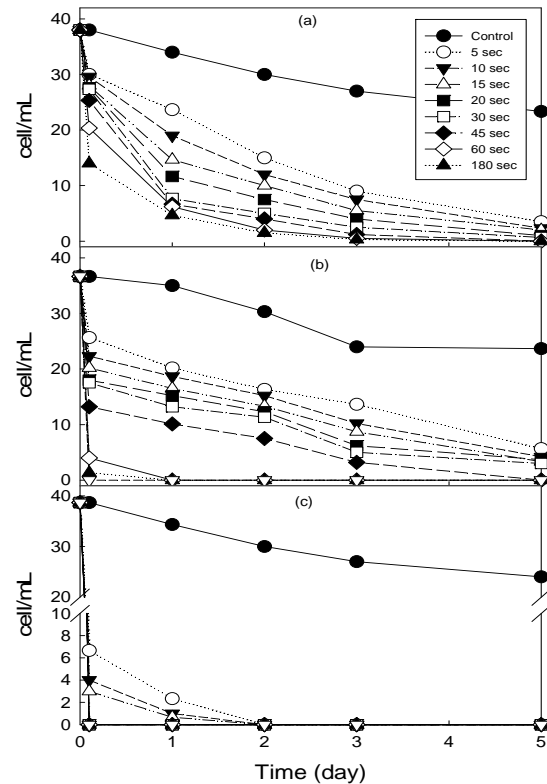 (a)
Control
5 sec
10 sec
15 sec
20 sec
30 sec
45 sec
60 sec
180 sec
40
30
20
10
0
cell/mL
(b)
40
30
20
10
0
cell/mL
(c)
40
30
20
10
8
6
4
2
0
cell/mL
0 1 2 3 4 5
Time (day)